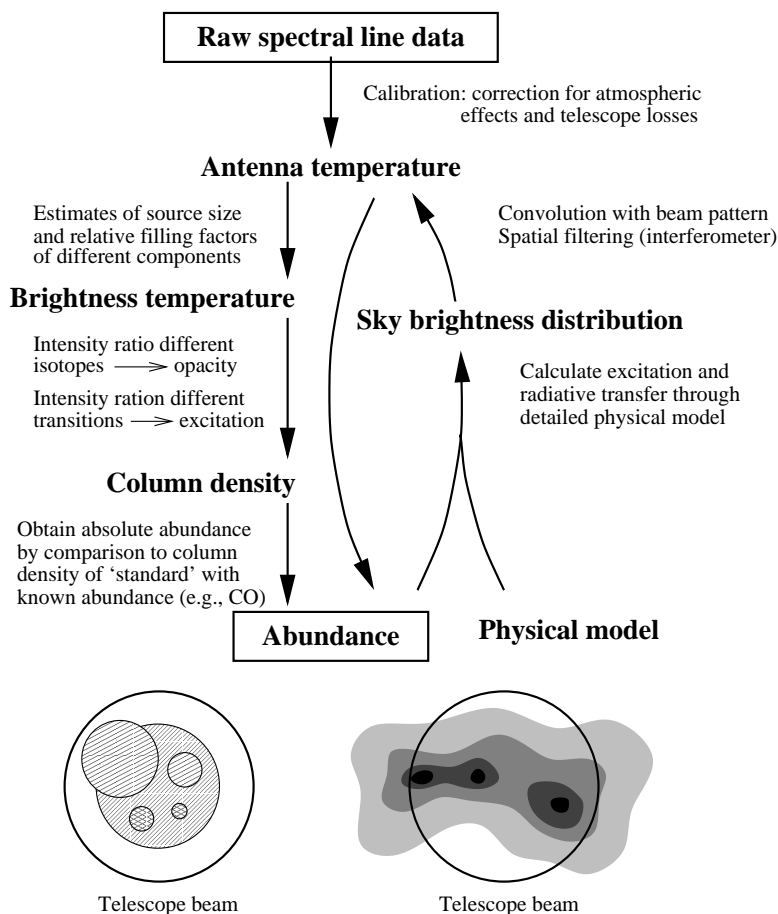 Raw spectral line data
Calibration: correction for atmospheric
effects and telescope losses
Antenna temperature
Estimates of source size
and relative filling factors
of different components
Convolution with beam pattern
Spatial filtering (interferometer)
Brightness temperature
Sky brightness distribution
Intensity ratio different
isotopes → opacity
Intensity ration different
transitions → excitation
Calculate excitation and
radiative transfer through
detailed physical model
Column density
Obtain absolute abundance
by comparison to column
density of ‘standard’ with
known abundance (e.g., CO)
Abundance
Physical model
Telescope beam
Telescope beam